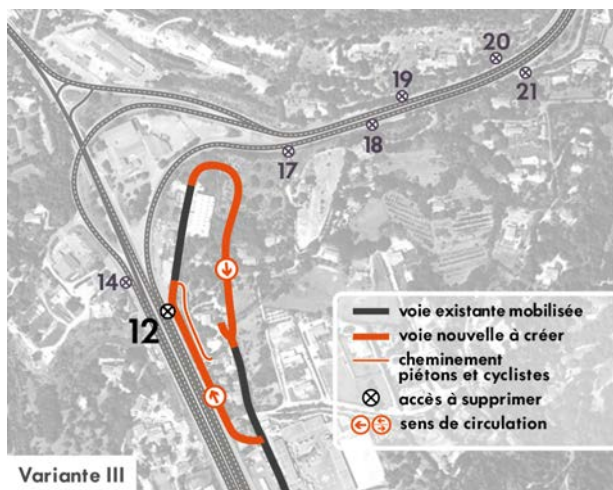 20
19
21
18
17
14
12
voie existante mobilisée
voie nouvelle à créer
cheminement
piétons et cyclistes
accès à supprimer
sens de circulation
Variante III